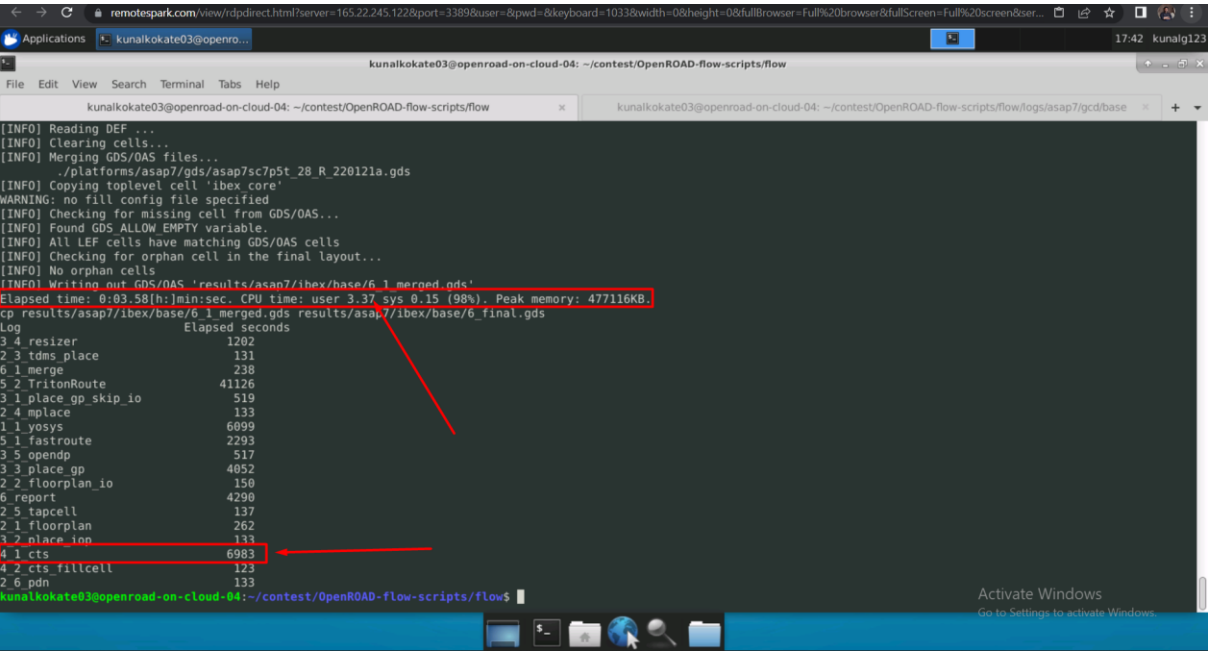 remotespark.com/view/rdpdirect.html?server=165.22.245.122&port=3389&user=&pwd=&keyboard=1033&width=0&height=0&fullBrowser=Full%20browser&fullScreen=Full%20screen&ser...
Applications kunalkokate03@openro... 17:42 kunalg123
kunalkokate03@openroad-on-cloud-04: ~/contest/OpenROAD-flow-scripts/flow
File Edit View Search Terminal Tabs Help
kunalkokate03@openroad-on-cloud-04: ~/contest/OpenROAD-flow-scripts/flow × kunalkokate03@openroad-on-cloud-04: ~/contest/OpenROAD-flow-scripts/flow/logs/asap7/gcd/base ×
[INFO] Reading DEF ...
[INFO] Clearing cells...
[INFO] Merging GDS/OAS files...
./platforms/asap7/gds/asap7sc7p5t_28_R_220121a.gds
[INFO] Copying toplevel cell 'ibex_core'
WARNING: no fill config file specified
[INFO] Checking for missing cell from GDS/OAS...
[INFO] Found GDS_ALLOW_EMPTY variable.
[INFO] All LEF cells have matching GDS/OAS cells
[INFO] Checking for orphan cell in the final layout...
[INFO] No orphan cells
[INFO] Writing out GDS/OAS 'results/asap7/ibex/base/6_1_merged.gds'
Elapsed time: 0:03.58[h:]min:sec. CPU time: user 3.37 sys 0.15 (98%). Peak memory: 477116KB.
cp results/asap7/ibex/base/6_1_merged.gds results/asap7/ibex/base/6_final.gds
Log Elapsed seconds
3_4_resizer 1202
2_3_tdms_place 131
6_1_merge 238
5_2_TritonRoute 41126
3_1_place_gp_skip_io 519
2_4_mplace 133
1_1_yosys 6099
5_1_fastroute 2293
3_5_opendp 517
3_3_place_gp 4052
2_2_floorplan_io 150
6_report 4290
2_5_tapcell 137
2_1_floorplan 262
3_2_place_iop 133
4_1_cts 6983
4_2_cts_fillcell 123
2_6_pdn 133
kunalkokate03@openroad-on-cloud-04:~/contest/OpenROAD-flow-scripts/flow$
Activate Windows
Go to Settings to activate Windows.